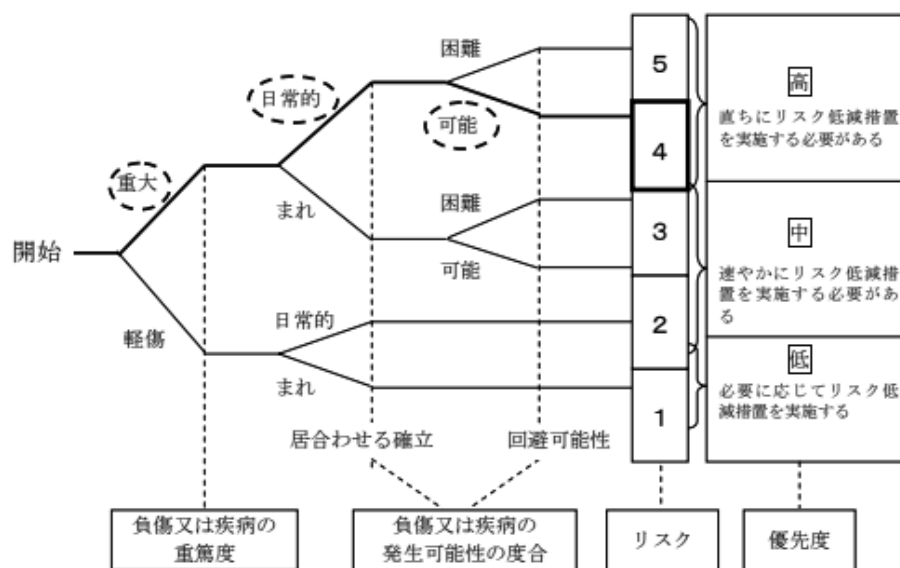 困難
5
高
日常的
可能
直ちにリスク低減措置
を実施する必要がある
4
重大
まれ
困難
3
中
開始
可能
速やかにリスク低減措
置を実施する必要があ
る
軽傷
日常的
2
低
まれ
必要に応じてリスク低
減措置を実施する
1
居合わせる確立
回避可能性
負傷又は疾病の
重篤度
負傷又は疾病の
発生可能性の度合
リスク
優先度